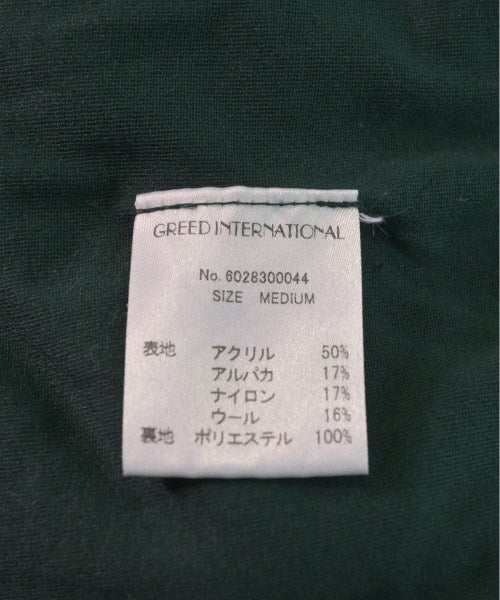 GREED INTERNATIONAL
No. 6028300044
SIZE MEDIUM
表地 アクリル 50%
アルパカ 17%
ナイロン 17%
ウール 16%
裏地 ポリエステル 100%